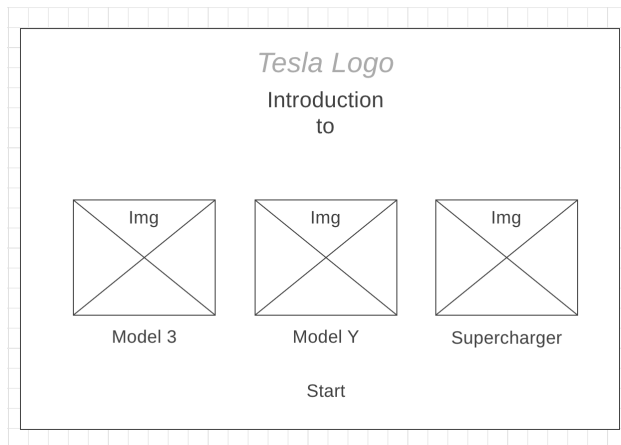 Tesla Logo
Introduction
to
Img
Img
Img
Model 3
Model Y
Supercharger
Start